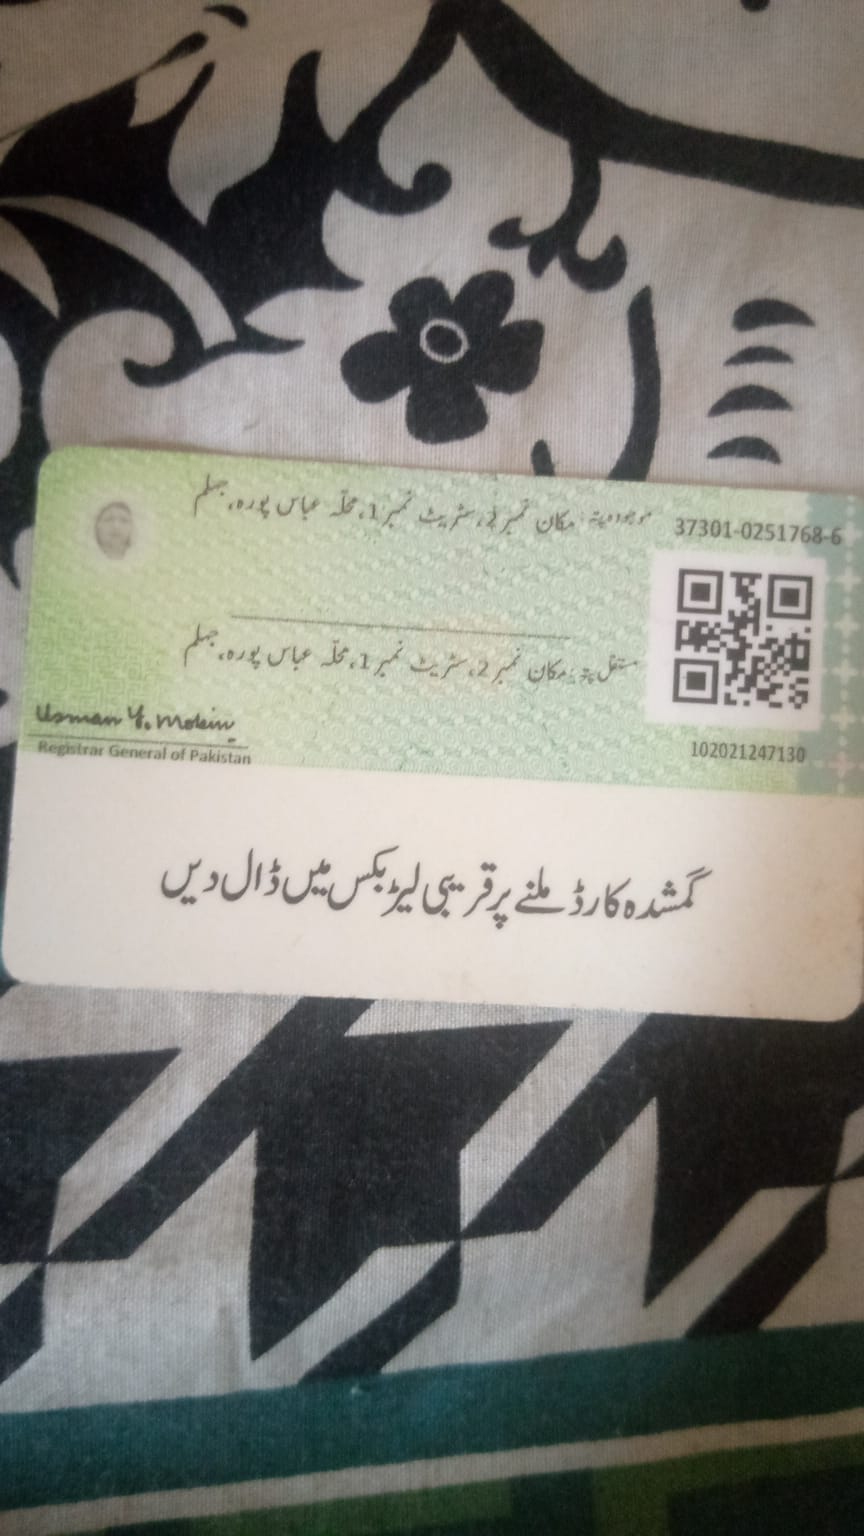 موجودہ پتہ: مکان نمبر 2، سٹریٹ نمبر 1، محلّہ عباس پورہ، جہلم
37301-0251768-6
مستقل پتہ: مکان نمبر 2، سٹریٹ نمبر 1، محلّہ عباس پورہ، جہلم
Usman Y. Mobin
Registrar General of Pakistan
102021247130
گمشدہ کارڈ ملنے پر قریبی لیٹر بکس میں ڈال دیں